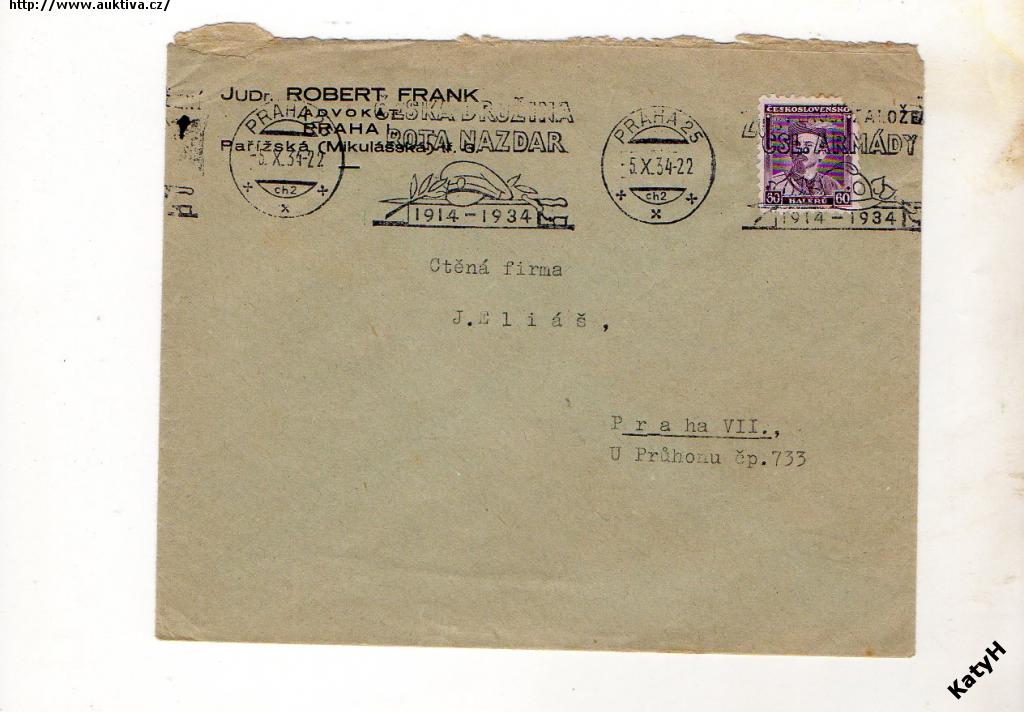 http://www.auktiva.cz/
JUDr. ROBERT FRANK
ADVOKÁT
PRAHA I.
Pařížská (Mikulášská)
ČESKÁ DRUŽINA
ROTA NAZDAR
1914-1934
PRAHA
-5.X.34-22
ch2
X
PRAHA 25
-5.X.34-22
ch2
X
ČESKOSLOVENSKO
60 HALÉŘŮ 60
ČSL. ARMÁDY
1914-1934
Ctěná firma
J.Eliáš,
Praha VII.,
U Průhonu čp.733
KatyH